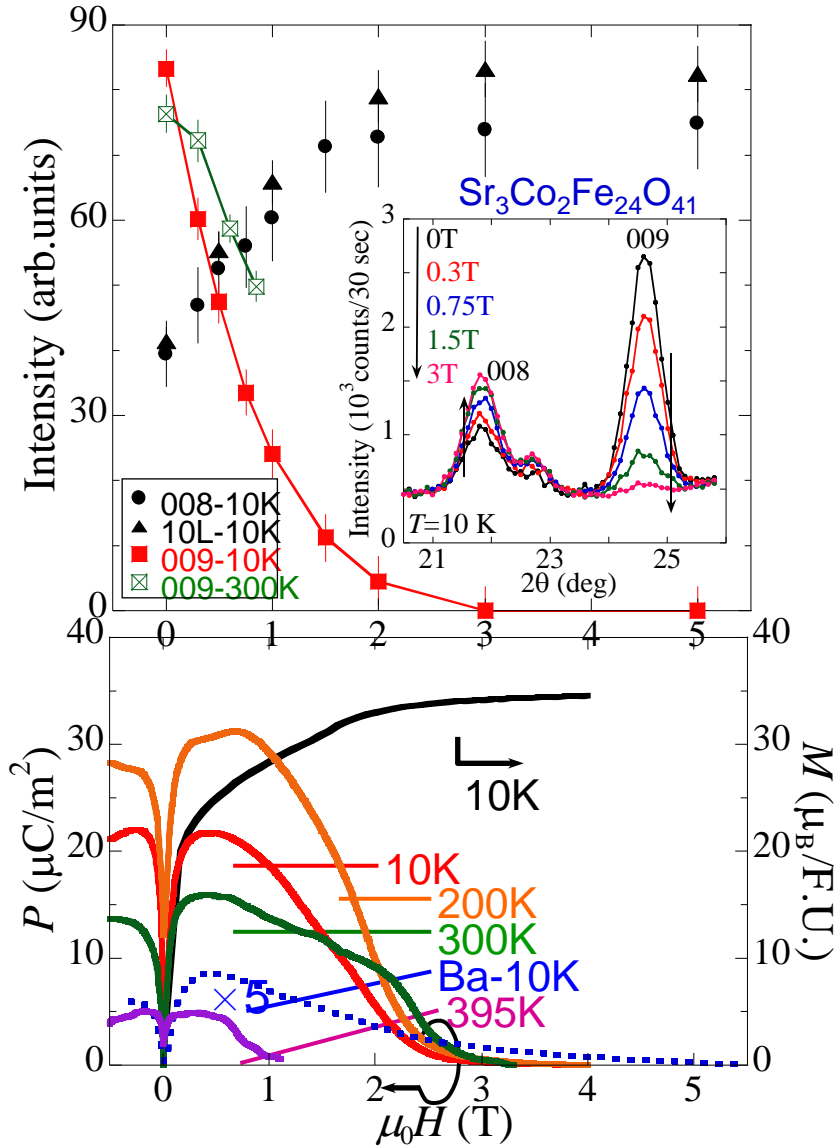 90
60
30
0
Intensity (arb.units)
Sr₃Co₂Fe₂₄O₄₁
0T
0.3T
0.75T
1.5T
3T
008
009
3
2
1
0
Intensity (10³ counts/30 sec)
T=10 K
21 23 25
2θ (deg)
008-10K
10L-10K
009-10K
009-300K
0 1 2 3 4 5
40
30
20
10
0
P (μC/m²)
40
30
20
10
0
M (μ_B/F.U.)
10K
10K
200K
300K
Ba-10K
×5
395K
0 1 2 3 4 5
μ₀H (T)